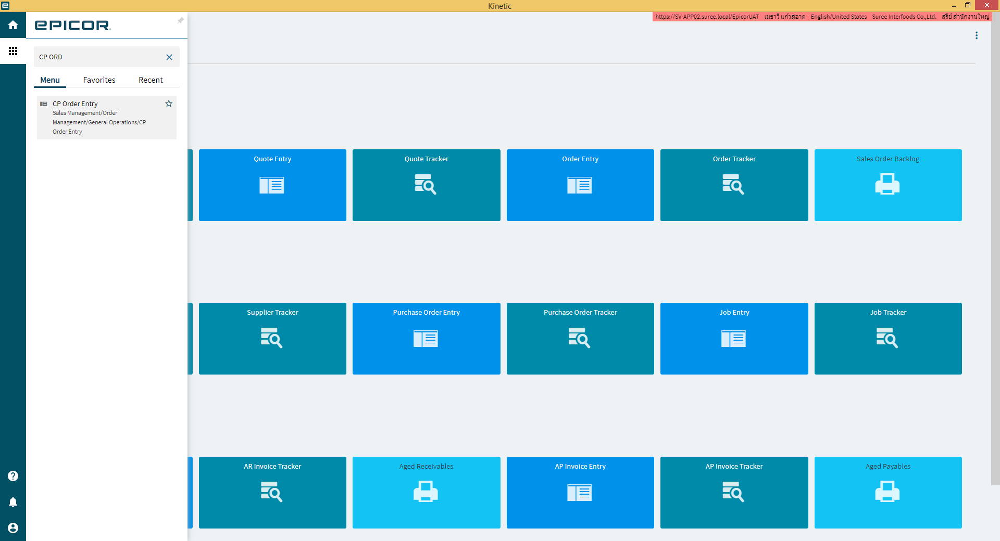 Kinetic
https://SV-APP02.suree.local/EpicorUAT เมธาวี แก้วสอาด English/United States Suree Interfoods Co.,Ltd. สุรีย์ สำนักงานใหญ่
EPICOR
CP ORD
Menu Favorites Recent
CP Order Entry
Sales Management/Order
Management/General Operations/CP
Order Entry
Quote Entry Quote Tracker Order Entry Order Tracker Sales Order Backlog
Supplier Tracker Purchase Order Entry Purchase Order Tracker Job Entry Job Tracker
AR Invoice Tracker Aged Receivables AP Invoice Entry AP Invoice Tracker Aged Payables